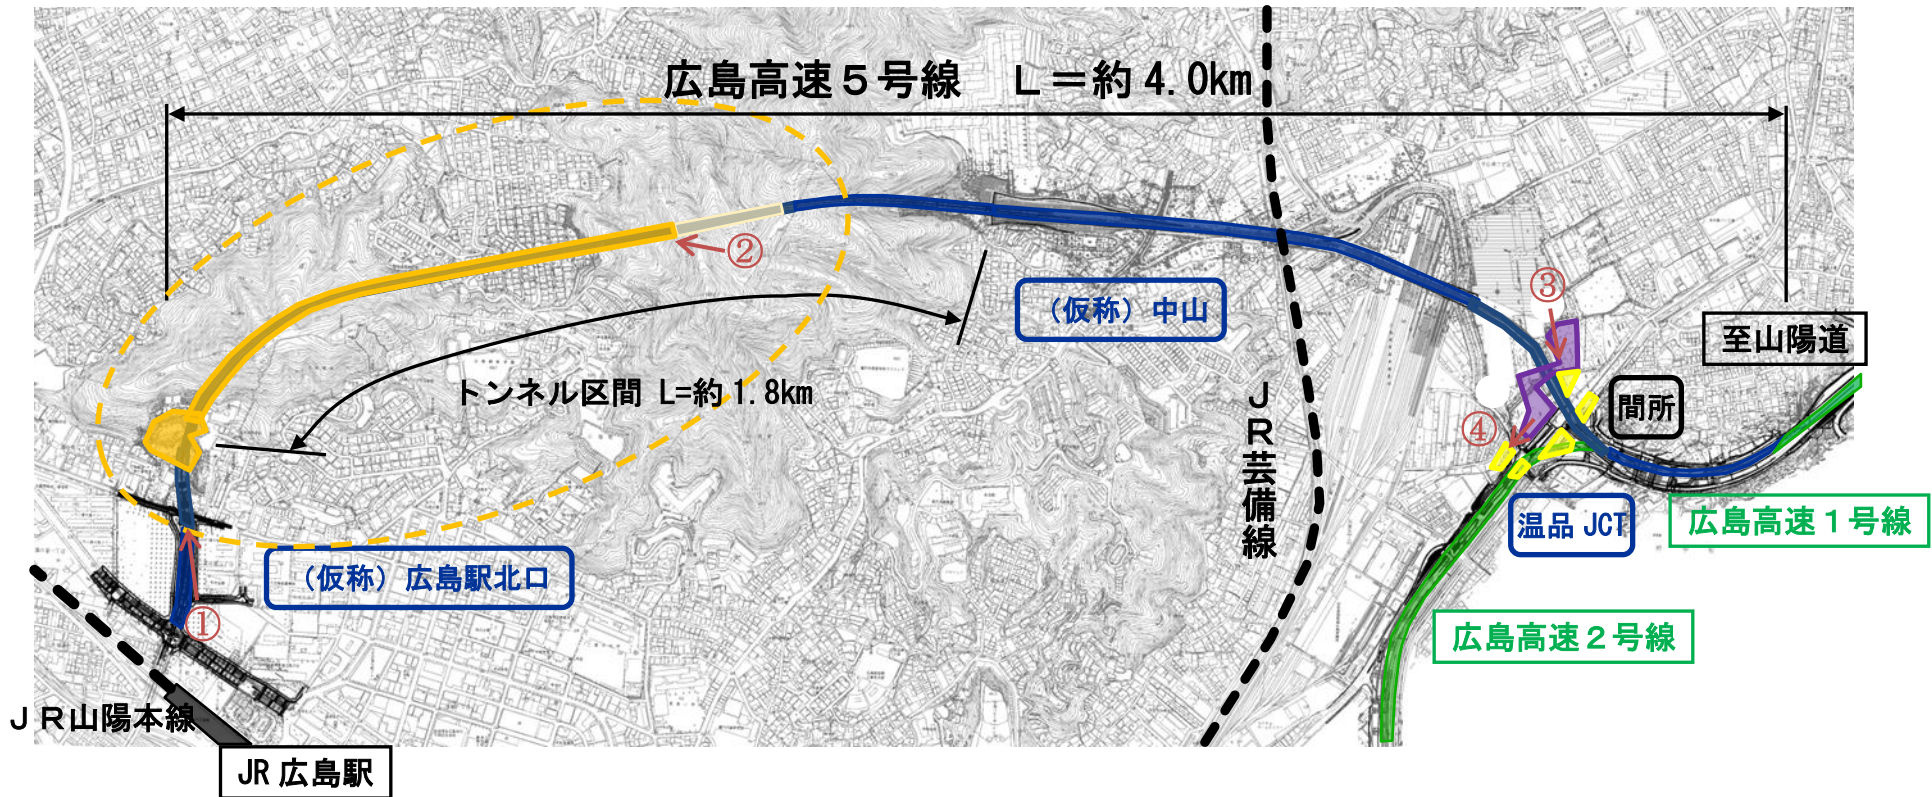 広島高速５号線　Ｌ＝約 4.0km
②
（仮称）中山
③
至山陽道
トンネル区間 L=約 1.8km
ＪＲ芸備線
間所
④
温品 JCT
広島高速１号線
（仮称）広島駅北口
①
広島高速２号線
ＪＲ山陽本線
JR 広島駅